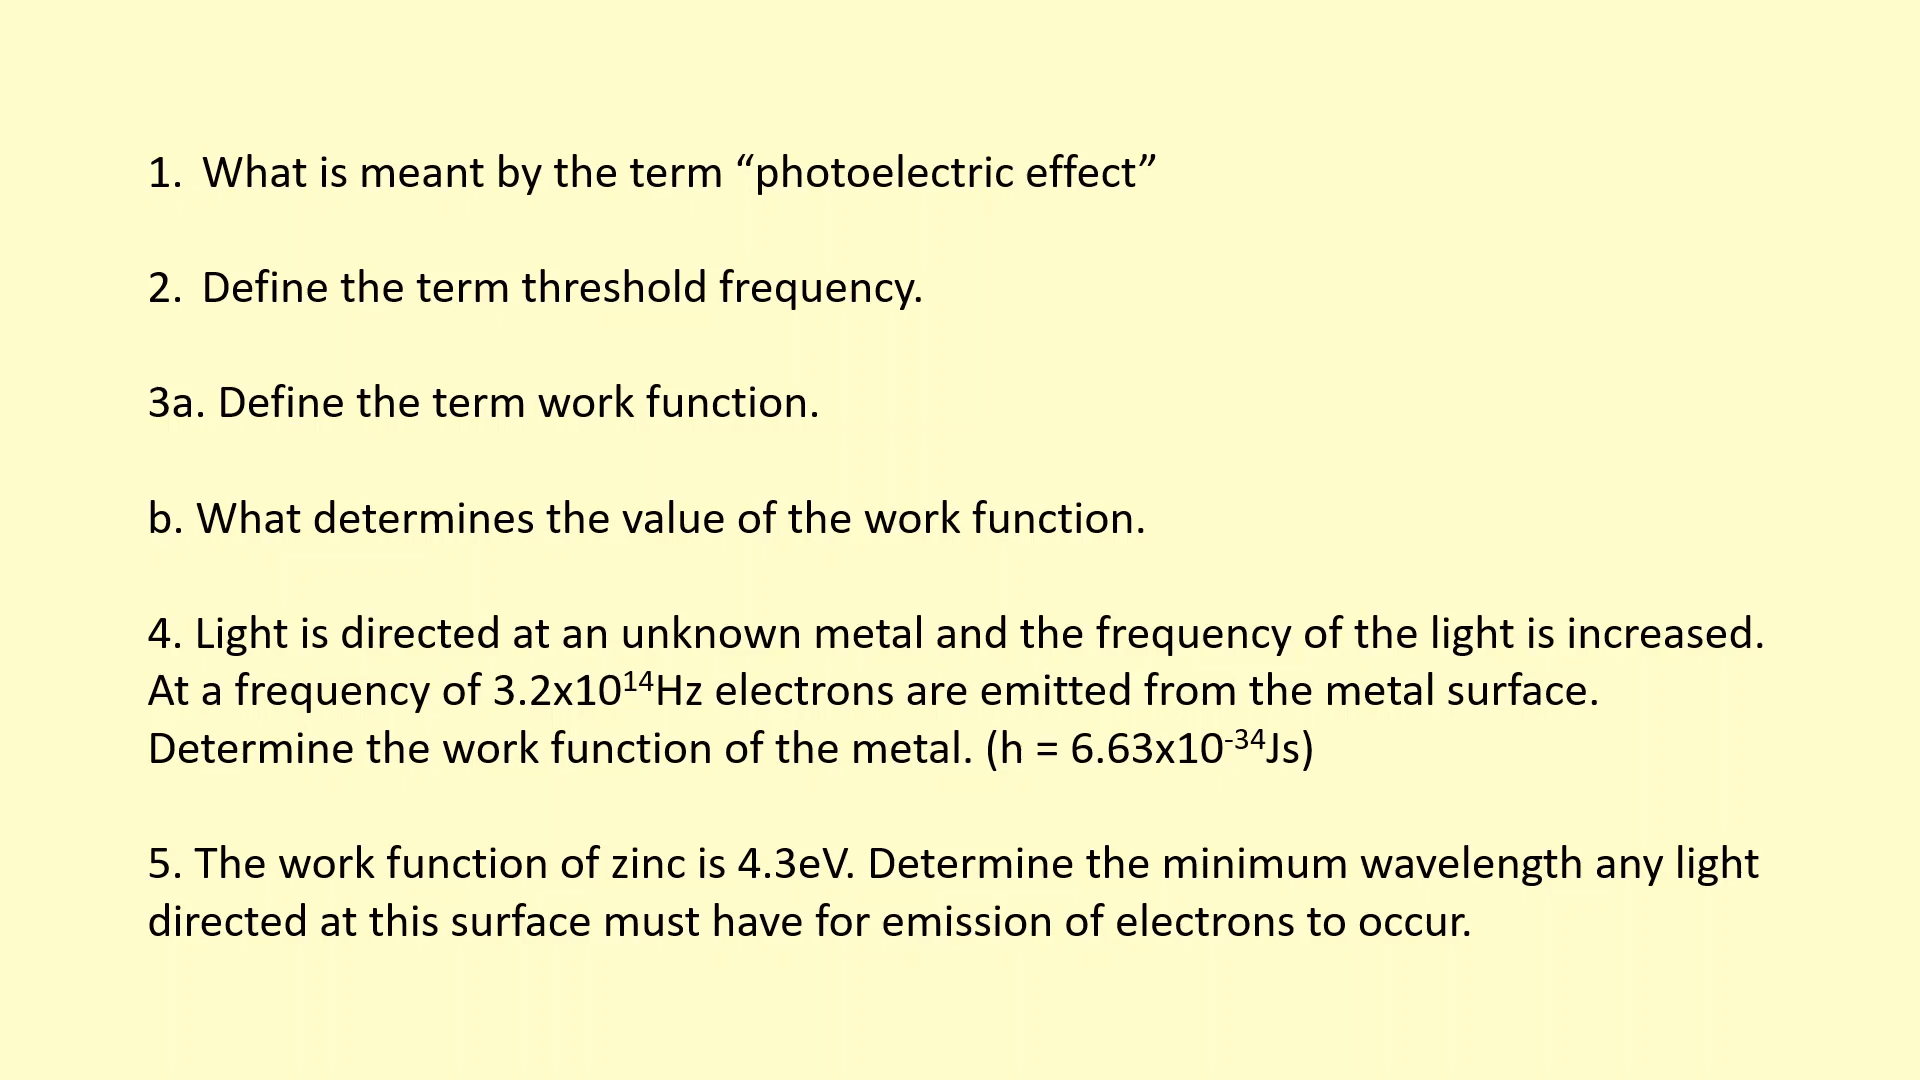 1. What is meant by the term “photoelectric effect”
2. Define the term threshold frequency.
3a. Define the term work function.
b. What determines the value of the work function.
4. Light is directed at an unknown metal and the frequency of the light is increased.
At a frequency of 3.2x10¹⁴Hz electrons are emitted from the metal surface.
Determine the work function of the metal. (h = 6.63x10⁻³⁴Js)
5. The work function of zinc is 4.3eV. Determine the minimum wavelength any light
directed at this surface must have for emission of electrons to occur.